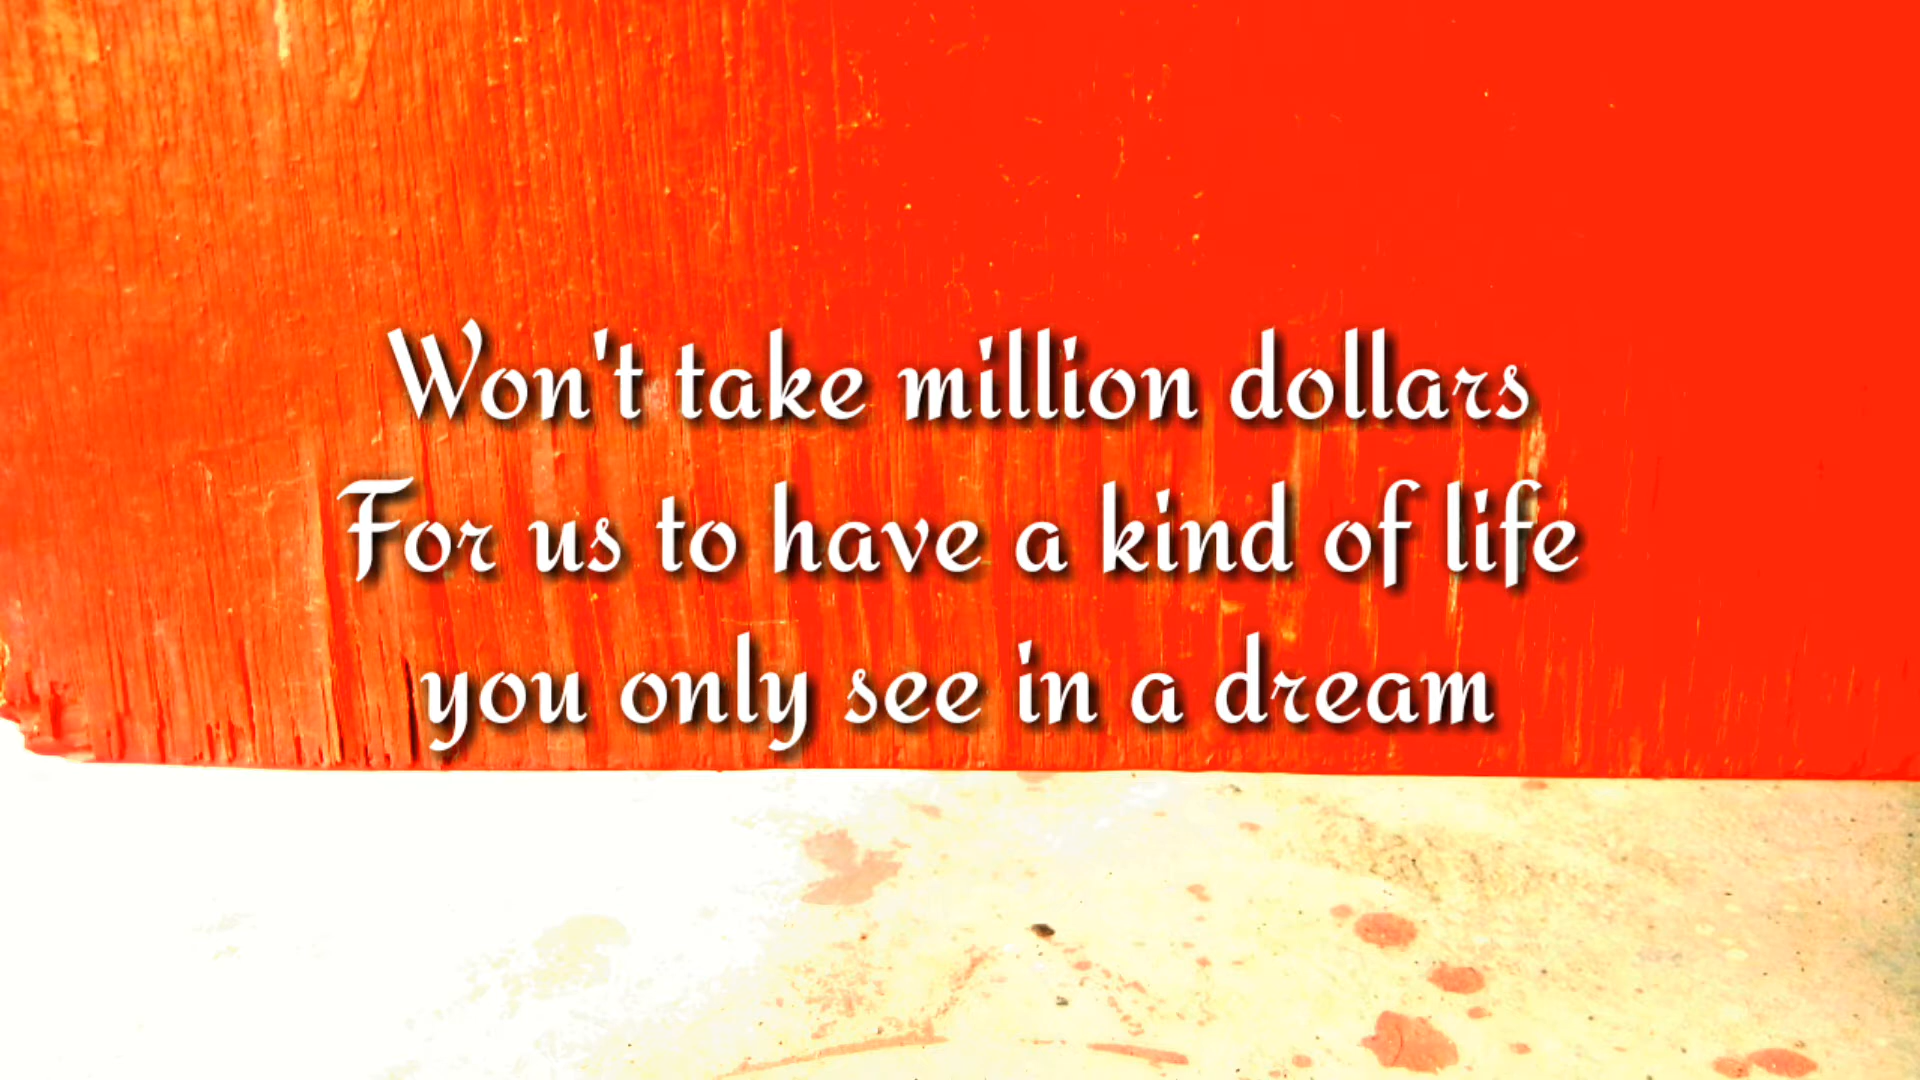 Won't take million dollars
For us to have a kind of life
you only see in a dream